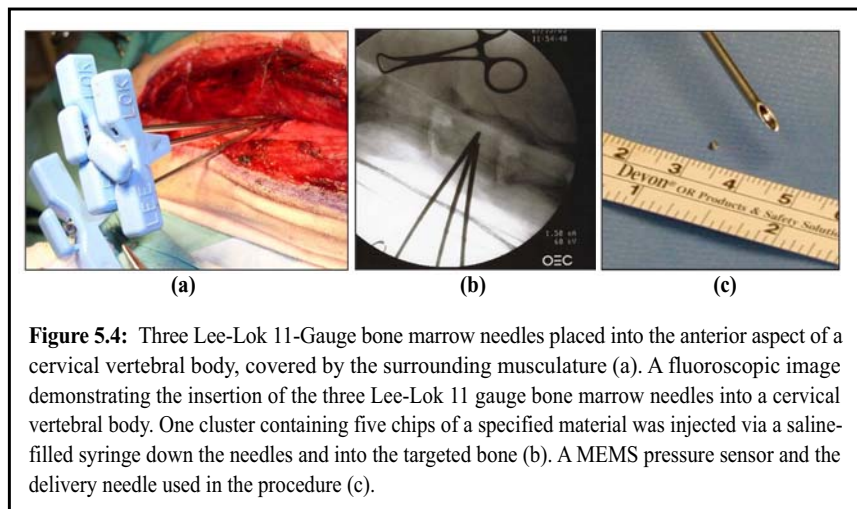 LOK
LOK
LEE
11:54:40
1.50 mA
60 kV
OEC
2 3 4 5 6
Devon® OR Products & Safety Solutio
1 2
(a) (b) (c)
Figure 5.4: Three Lee-Lok 11-Gauge bone marrow needles placed into the anterior aspect of a
cervical vertebral body, covered by the surrounding musculature (a). A fluoroscopic image
demonstrating the insertion of the three Lee-Lok 11 gauge bone marrow needles into a cervical
vertebral body. One cluster containing five chips of a specified material was injected via a saline-
filled syringe down the needles and into the targeted bone (b). A MEMS pressure sensor and the
delivery needle used in the procedure (c).